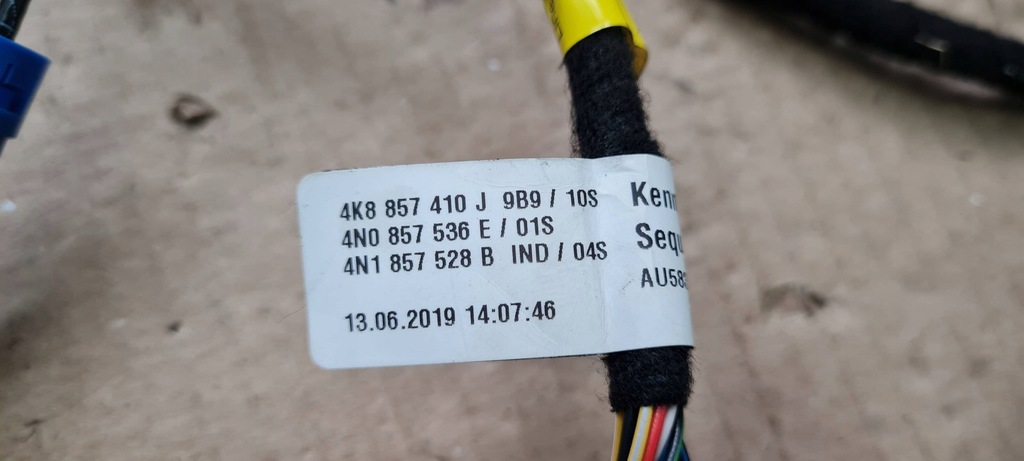 4K8 857 410 J 9B9 / 10S
4N0 857 536 E / 01S
4N1 857 528 B IND / 04S
13.06.2019 14:07:46